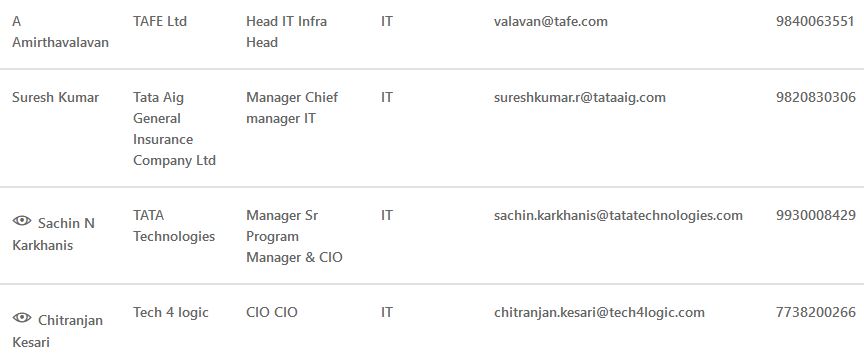 A TAFE Ltd Head IT Infra IT valavan@tafe.com 9840063551
Amirthavalavan Head
Suresh Kumar Tata Aig Manager Chief IT sureshkumar.r@tataaig.com 9820830306
General manager IT
Insurance
Company Ltd
Sachin N TATA Manager Sr IT sachin.karkhanis@tatatechnologies.com 9930008429
Karkhanis Technologies Program
Manager & CIO
Chitranjan Tech 4 logic CIO CIO IT chitranjan.kesari@tech4logic.com 7738200266
Kesari